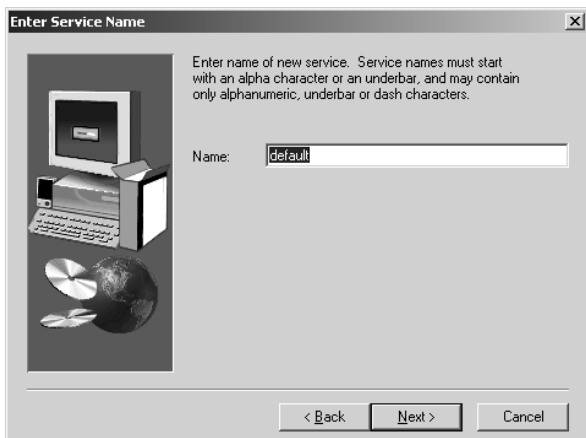 Enter Service Name
Enter name of new service. Service names must start
with an alpha character or an underbar, and may contain
only alphanumeric, underbar or dash characters.
Name: default
< Back Next > Cancel